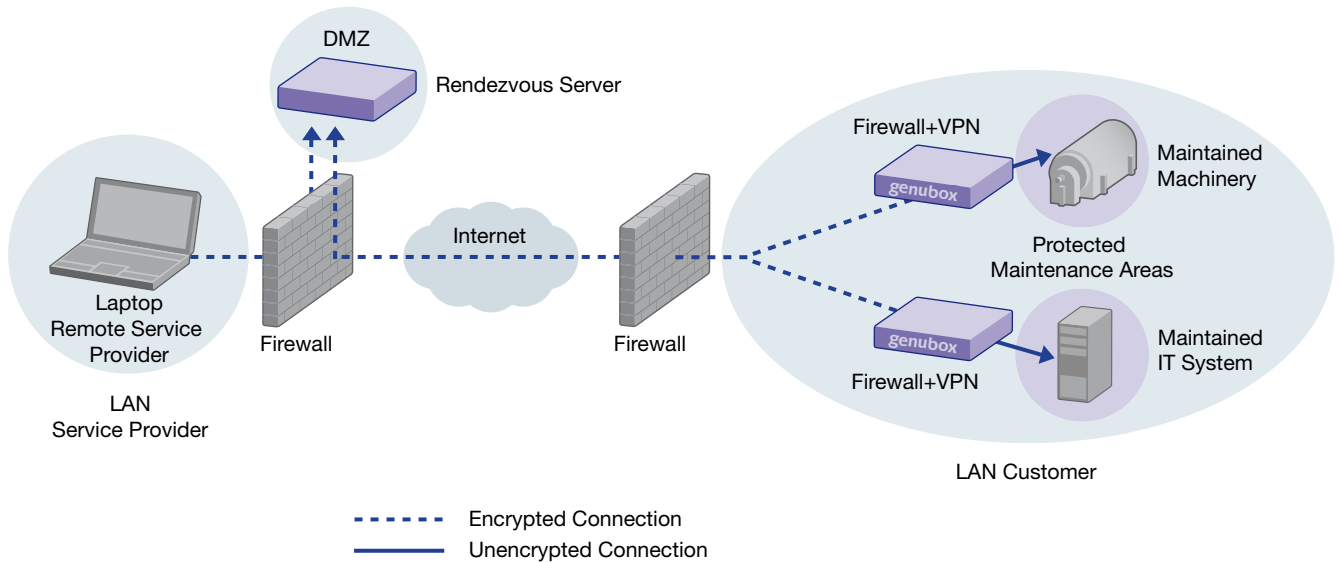 DMZ
Rendezvous Server
Laptop
Remote Service
Provider
LAN
Service Provider
Firewall
Internet
Firewall
Firewall+VPN
genubox
Maintained
Machinery
Protected
Maintenance Areas
genubox
Firewall+VPN
Maintained
IT System
LAN Customer
Encrypted Connection
Unencrypted Connection